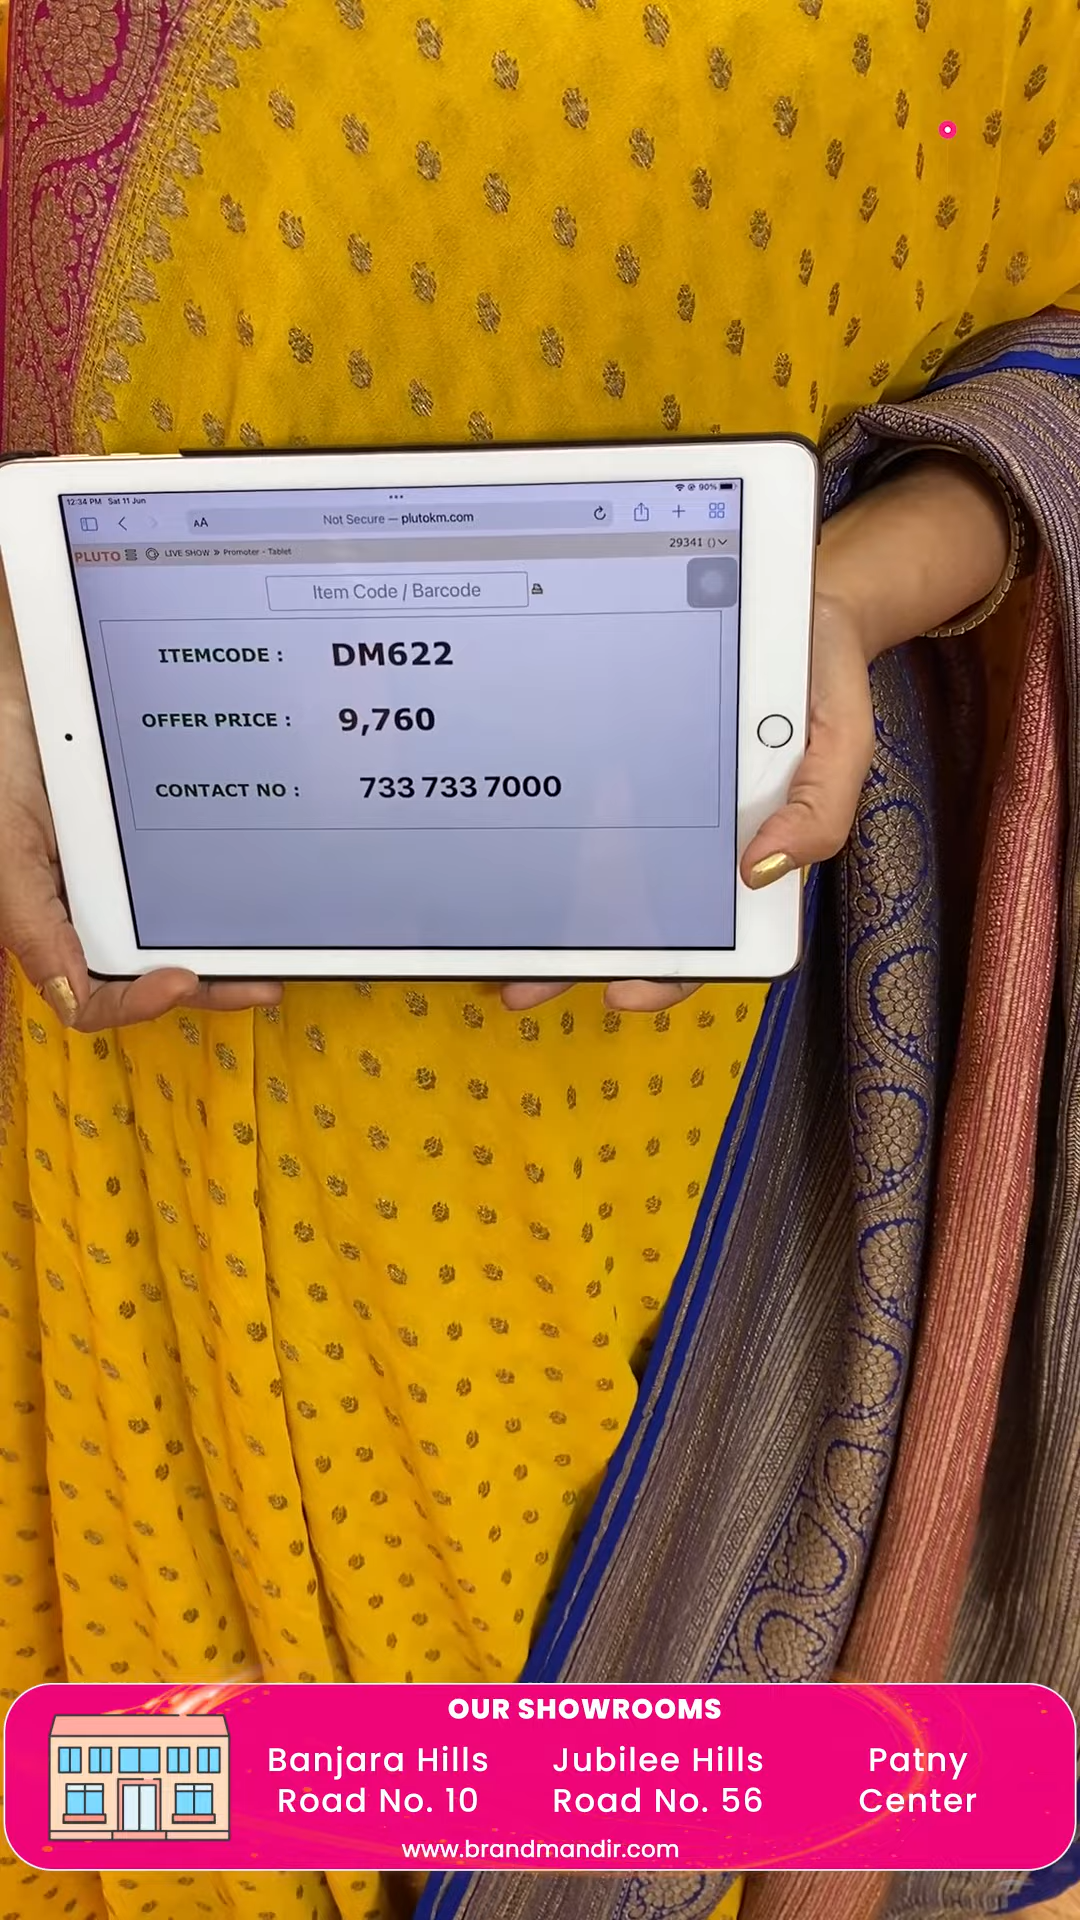 12:34 PM Sat 11 Jun
90%
AA
Not Secure — plutokm.com
PLUTO
LIVE SHOW » Promoter - Tablet
29341 ()
Item Code / Barcode
ITEMCODE : DM622
OFFER PRICE : 9,760
CONTACT NO : 733 733 7000
OUR SHOWROOMS
Banjara Hills
Road No. 10
Jubilee Hills
Road No. 56
Patny
Center
www.brandmandir.com